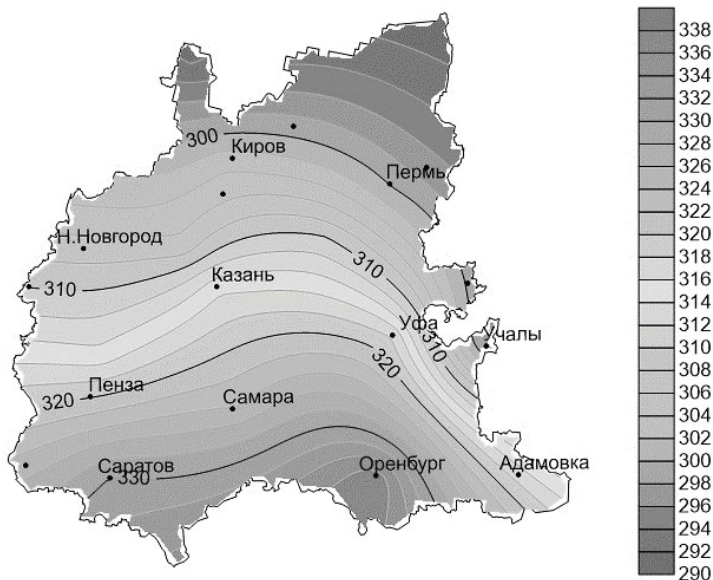 300
Киров
Пермь
Н.Новгород
310
Казань
310
Уфа
Учалы
310
320
Пенза
320
Самара
Саратов
330
Оренбург
Адамовка
338
336
334
332
330
328
326
324
322
320
318
316
314
312
310
308
306
304
302
300
298
296
294
292
290